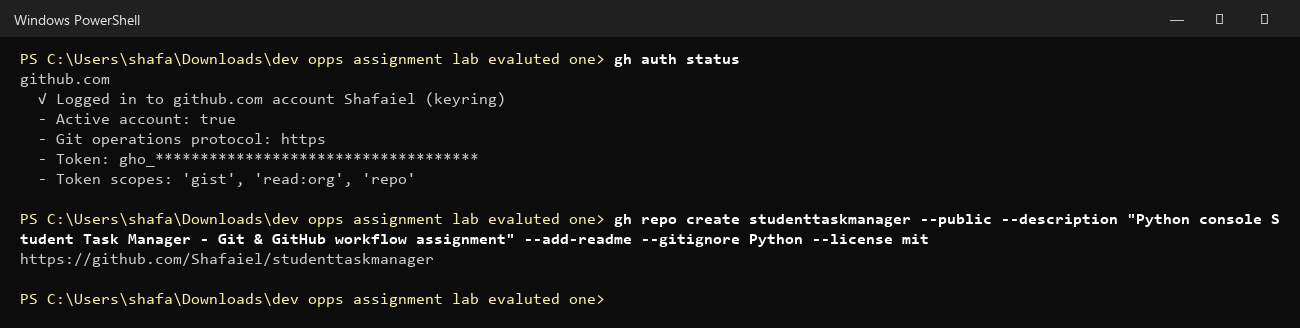 Windows PowerShell
PS C:\Users\shafa\Downloads\dev opps assignment lab evaluted one> gh auth status
github.com
  √ Logged in to github.com account Shafaiel (keyring)
  - Active account: true
  - Git operations protocol: https
  - Token: gho_************************************
  - Token scopes: 'gist', 'read:org', 'repo'
PS C:\Users\shafa\Downloads\dev opps assignment lab evaluted one> gh repo create studenttaskmanager --public --description "Python console S
tudent Task Manager - Git & GitHub workflow assignment" --add-readme --gitignore Python --license mit
https://github.com/Shafaiel/studenttaskmanager
PS C:\Users\shafa\Downloads\dev opps assignment lab evaluted one>